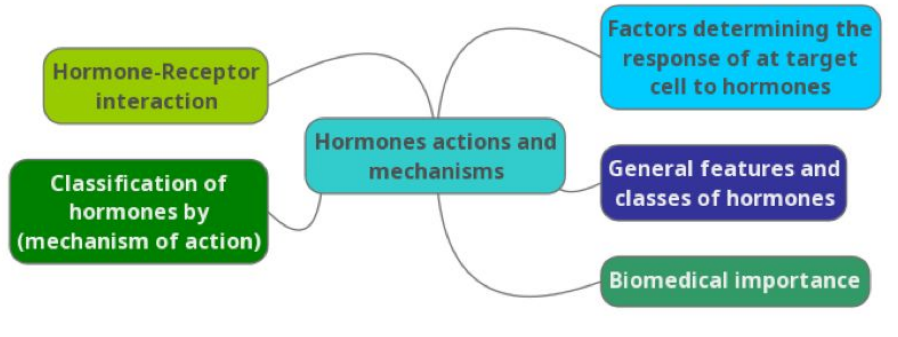 Hormone-Receptor
interaction
Classification of
hormones by
(mechanism of action)
Hormones actions and
mechanisms
Factors determining the
response of at target
cell to hormones
General features and
classes of hormones
Biomedical importance